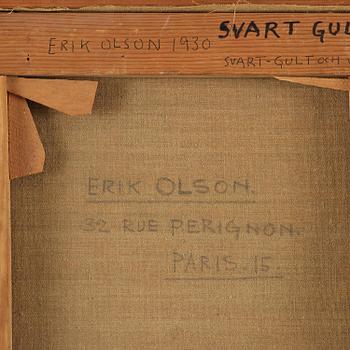 ERIK OLSON 1930 SVART GUL
SVART-GULT OCH
ERIK OLSON.
32 RUE PERIGNON.
PARIS.15.